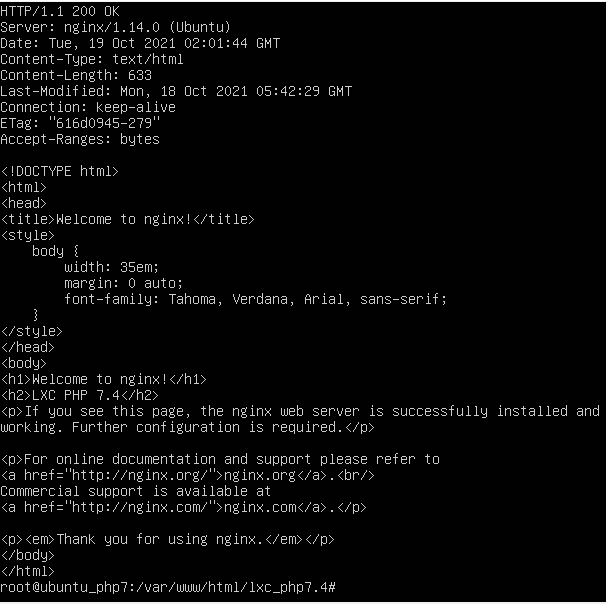 HTTP/1.1 200 OK
Server: nginx/1.14.0 (Ubuntu)
Date: Tue, 19 Oct 2021 02:01:44 GMT
Content-Type: text/html
Content-Length: 633
Last-Modified: Mon, 18 Oct 2021 05:42:29 GMT
Connection: keep-alive
ETag: "616d0945-279"
Accept-Ranges: bytes

<!DOCTYPE html>
<html>
<head>
<title>Welcome to nginx!</title>
<style>
    body {
        width: 35em;
        margin: 0 auto;
        font-family: Tahoma, Verdana, Arial, sans-serif;
    }
</style>
</head>
<body>
<h1>Welcome to nginx!</h1>
<h2>LXC PHP 7.4</h2>
<p>If you see this page, the nginx web server is successfully installed and
working. Further configuration is required.</p>

<p>For online documentation and support please refer to
<a href="http://nginx.org/">nginx.org</a>.<br/>
Commercial support is available at
<a href="http://nginx.com/">nginx.com</a>.</p>

<p><em>Thank you for using nginx.</em></p>
</body>
</html>
root@ubuntu_php7:/var/www/html/lxc_php7.4#